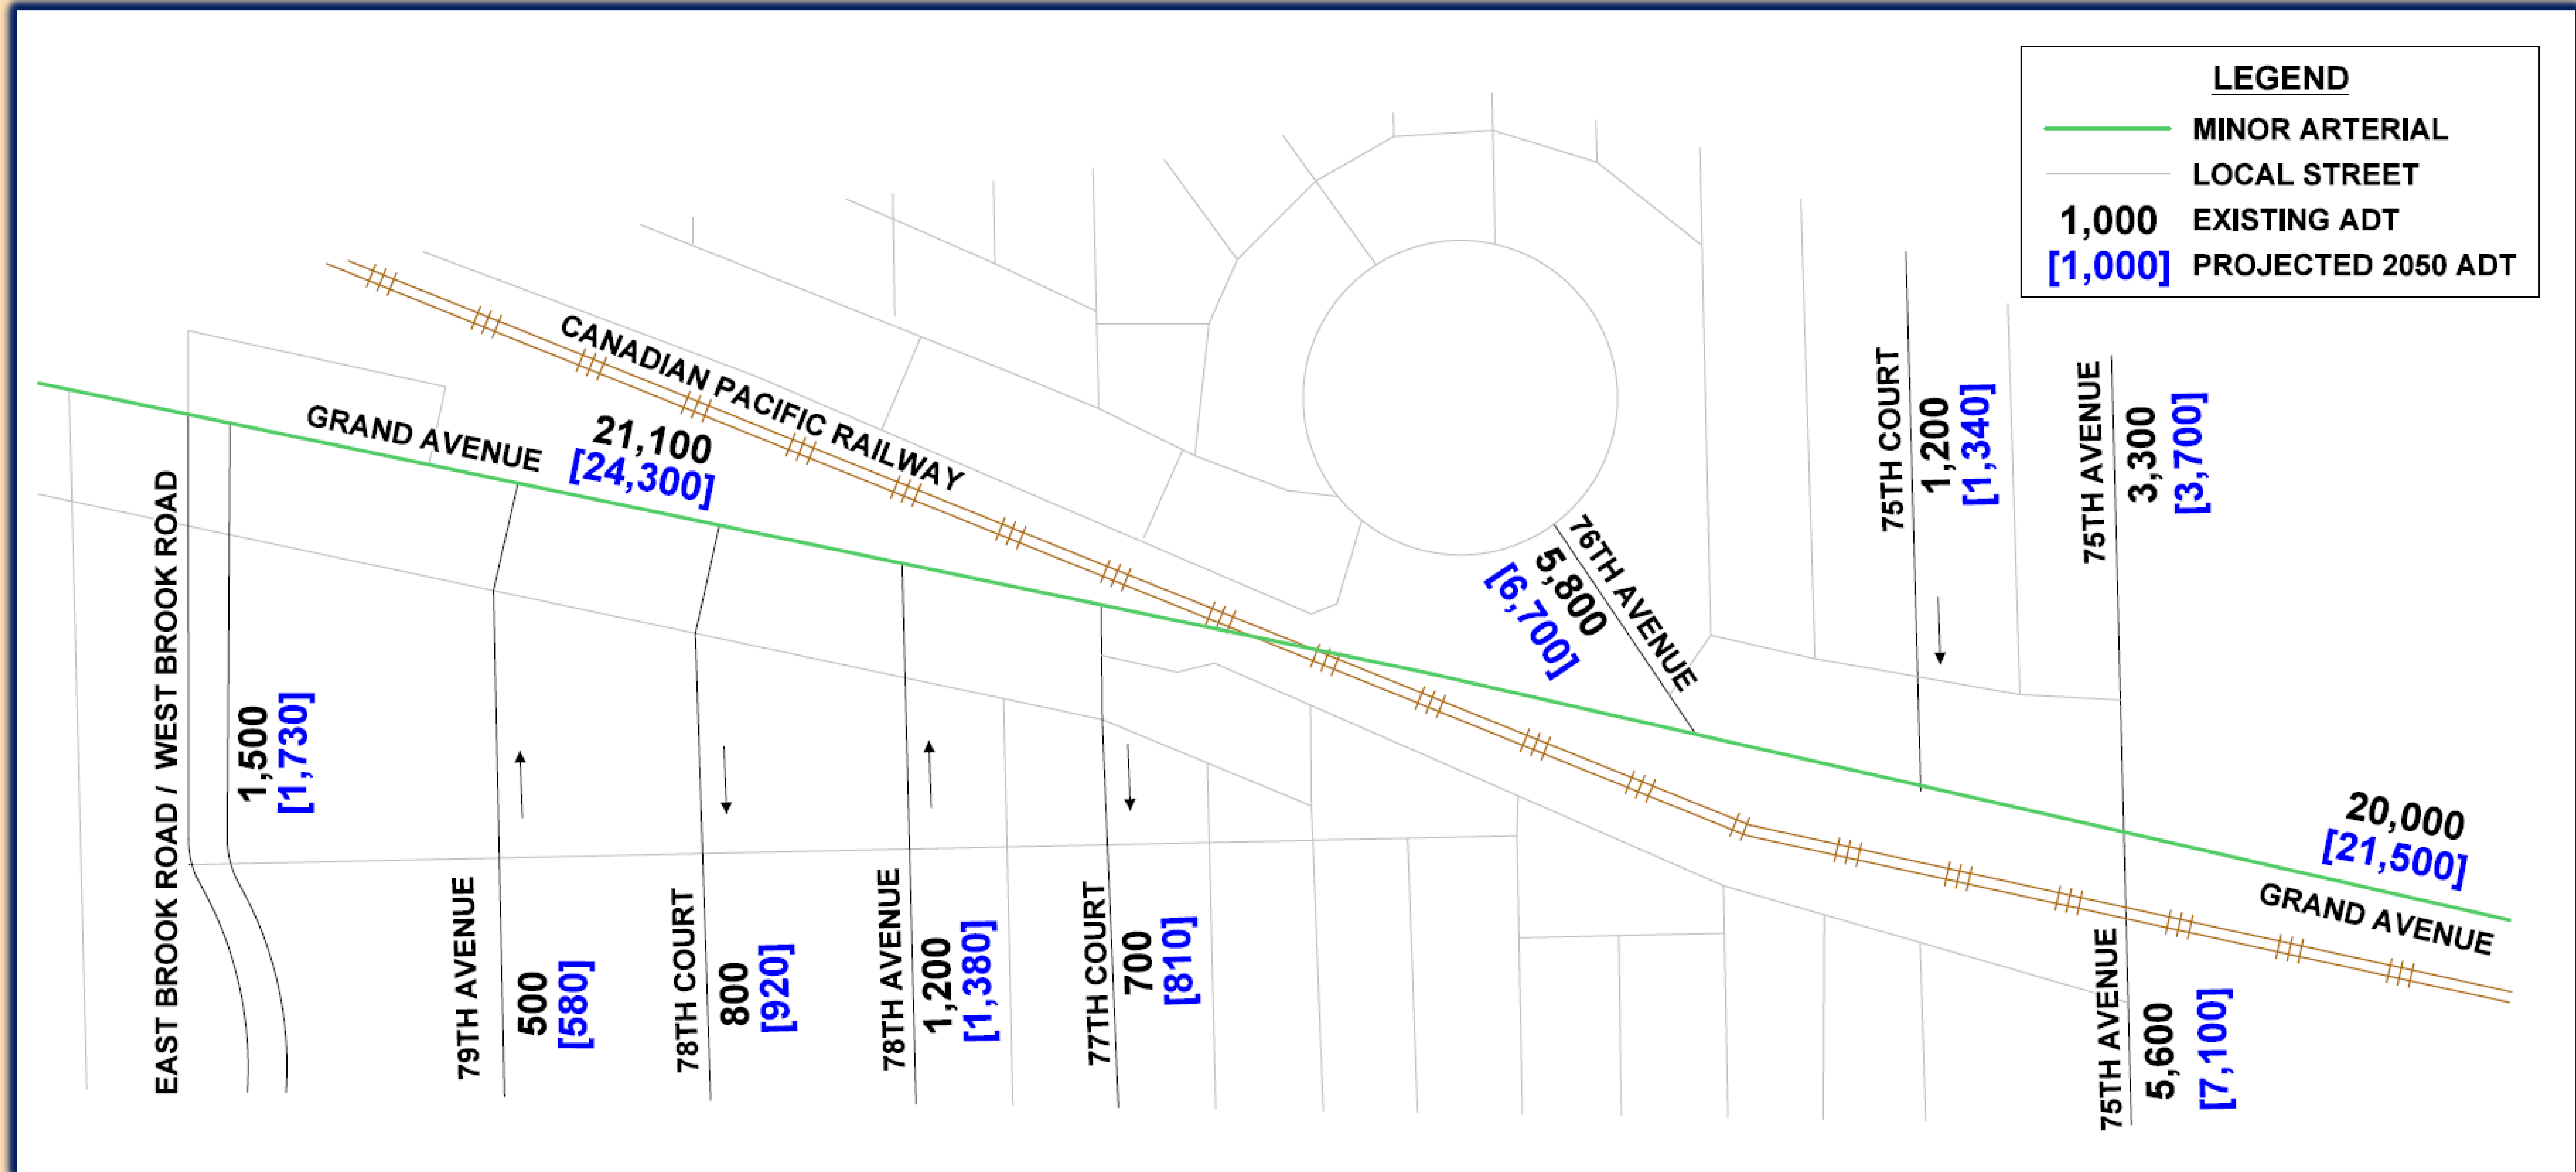 LEGEND
MINOR ARTERIAL
LOCAL STREET
1,000 EXISTING ADT
[1,000] PROJECTED 2050 ADT
CANADIAN PACIFIC RAILWAY
GRAND AVENUE
21,100
[24,300]
EAST BROOK ROAD / WEST BROOK ROAD
1,500
[1,730]
79TH AVENUE
500
[580]
78TH COURT
800
[920]
78TH AVENUE
1,200
[1,380]
77TH COURT
700
[810]
76TH AVENUE
5,800
[6,700]
75TH COURT
1,200
[1,340]
75TH AVENUE
3,300
[3,700]
20,000
[21,500]
GRAND AVENUE
75TH AVENUE
5,600
[7,100]